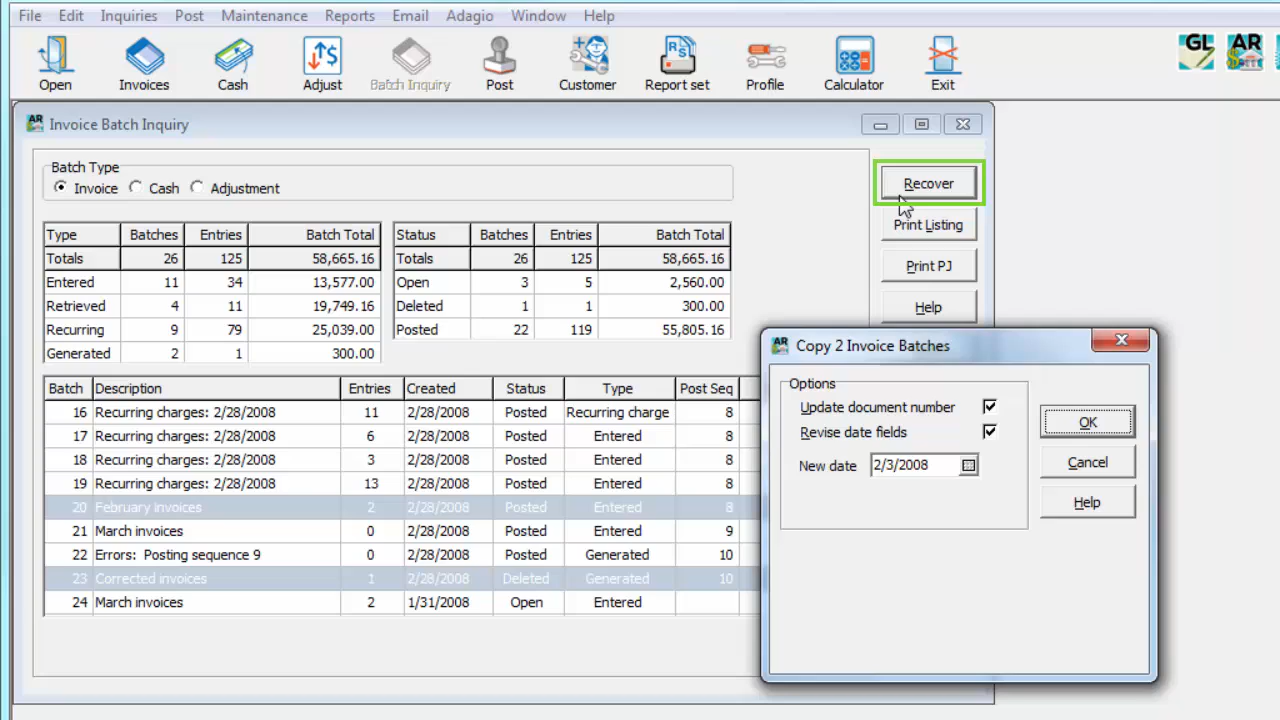 File Edit Inquiries Post Maintenance Reports Email Adagio Window Help
Open Invoices Cash Adjust Batch Inquiry Post Customer Report set Profile Calculator Exit
GL AR
Invoice Batch Inquiry
Batch Type
Invoice Cash Adjustment
Recover
Print Listing
Print PJ
Help
Type Batches Entries Batch Total
Totals 26 125 58,665.16
Entered 11 34 13,577.00
Retrieved 4 11 19,749.16
Recurring 9 79 25,039.00
Generated 2 1 300.00
Status Batches Entries Batch Total
Totals 26 125 58,665.16
Open 3 5 2,560.00
Deleted 1 1 300.00
Posted 22 119 55,805.16
Batch Description Entries Created Status Type Post Seq
16 Recurring charges: 2/28/2008 11 2/28/2008 Posted Recurring charge 8
17 Recurring charges: 2/28/2008 6 2/28/2008 Posted Entered 8
18 Recurring charges: 2/28/2008 3 2/28/2008 Posted Entered 8
19 Recurring charges: 2/28/2008 13 2/28/2008 Posted Entered 8
20 February invoices 2 2/28/2008 Posted Entered 8
21 March invoices 0 2/28/2008 Posted Entered 9
22 Errors: Posting sequence 9 0 2/28/2008 Posted Generated 10
23 Corrected invoices 1 2/28/2008 Deleted Generated 10
24 March invoices 2 1/31/2008 Open Entered
AR Copy 2 Invoice Batches
Options
Update document number
Revise date fields
New date 2/3/2008
OK
Cancel
Help